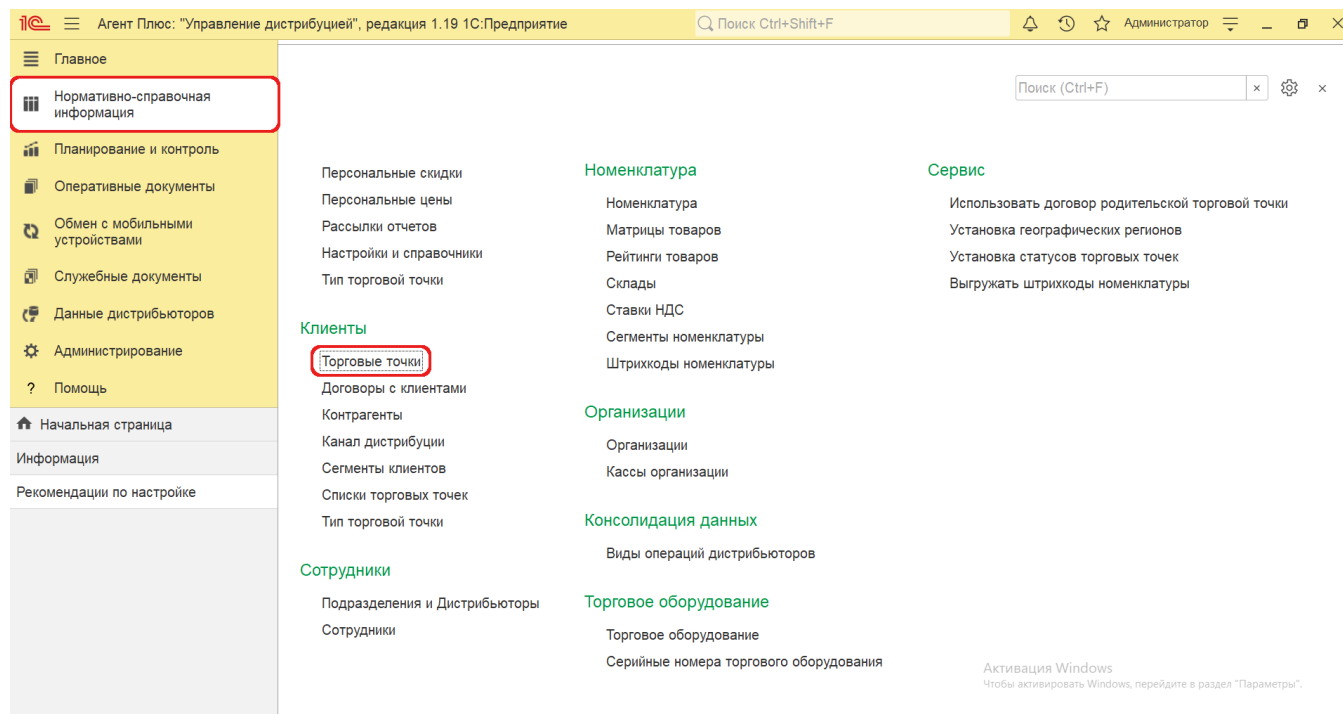 1С Агент Плюс: "Управление дистрибуцией", редакция 1.19 1С:Предприятие
Поиск Ctrl+Shift+F
Администратор
Главное
Нормативно-справочная
информация
Планирование и контроль
Оперативные документы
Обмен с мобильными
устройствами
Служебные документы
Данные дистрибьюторов
Администрирование
? Помощь
Начальная страница
Информация
Рекомендации по настройке
Поиск (Ctrl+F)
Персональные скидки
Персональные цены
Рассылки отчетов
Настройки и справочники
Тип торговой точки
Клиенты
Торговые точки
Договоры с клиентами
Контрагенты
Канал дистрибуции
Сегменты клиентов
Списки торговых точек
Тип торговой точки
Сотрудники
Подразделения и Дистрибьюторы
Сотрудники
Номенклатура
Номенклатура
Матрицы товаров
Рейтинги товаров
Склады
Ставки НДС
Сегменты номенклатуры
Штрихкоды номенклатуры
Организации
Организации
Кассы организации
Консолидация данных
Виды операций дистрибьюторов
Торговое оборудование
Торговое оборудование
Серийные номера торгового оборудования
Сервис
Использовать договор родительской торговой точки
Установка географических регионов
Установка статусов торговых точек
Выгружать штрихкоды номенклатуры
Активация Windows
Чтобы активировать Windows, перейдите в раздел "Параметры".